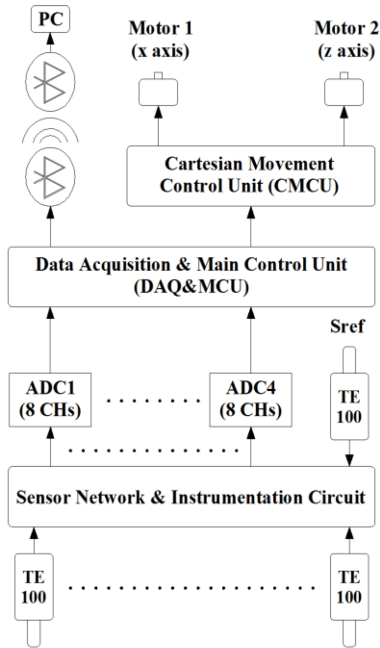 PC
Motor 1
(x axis)
Motor 2
(z axis)
Cartesian Movement
Control Unit (CMCU)
Data Acquisition & Main Control Unit
(DAQ&MCU)
Sref
ADC1
(8 CHs)
ADC4
(8 CHs)
TE
100
Sensor Network & Instrumentation Circuit
TE
100
TE
100